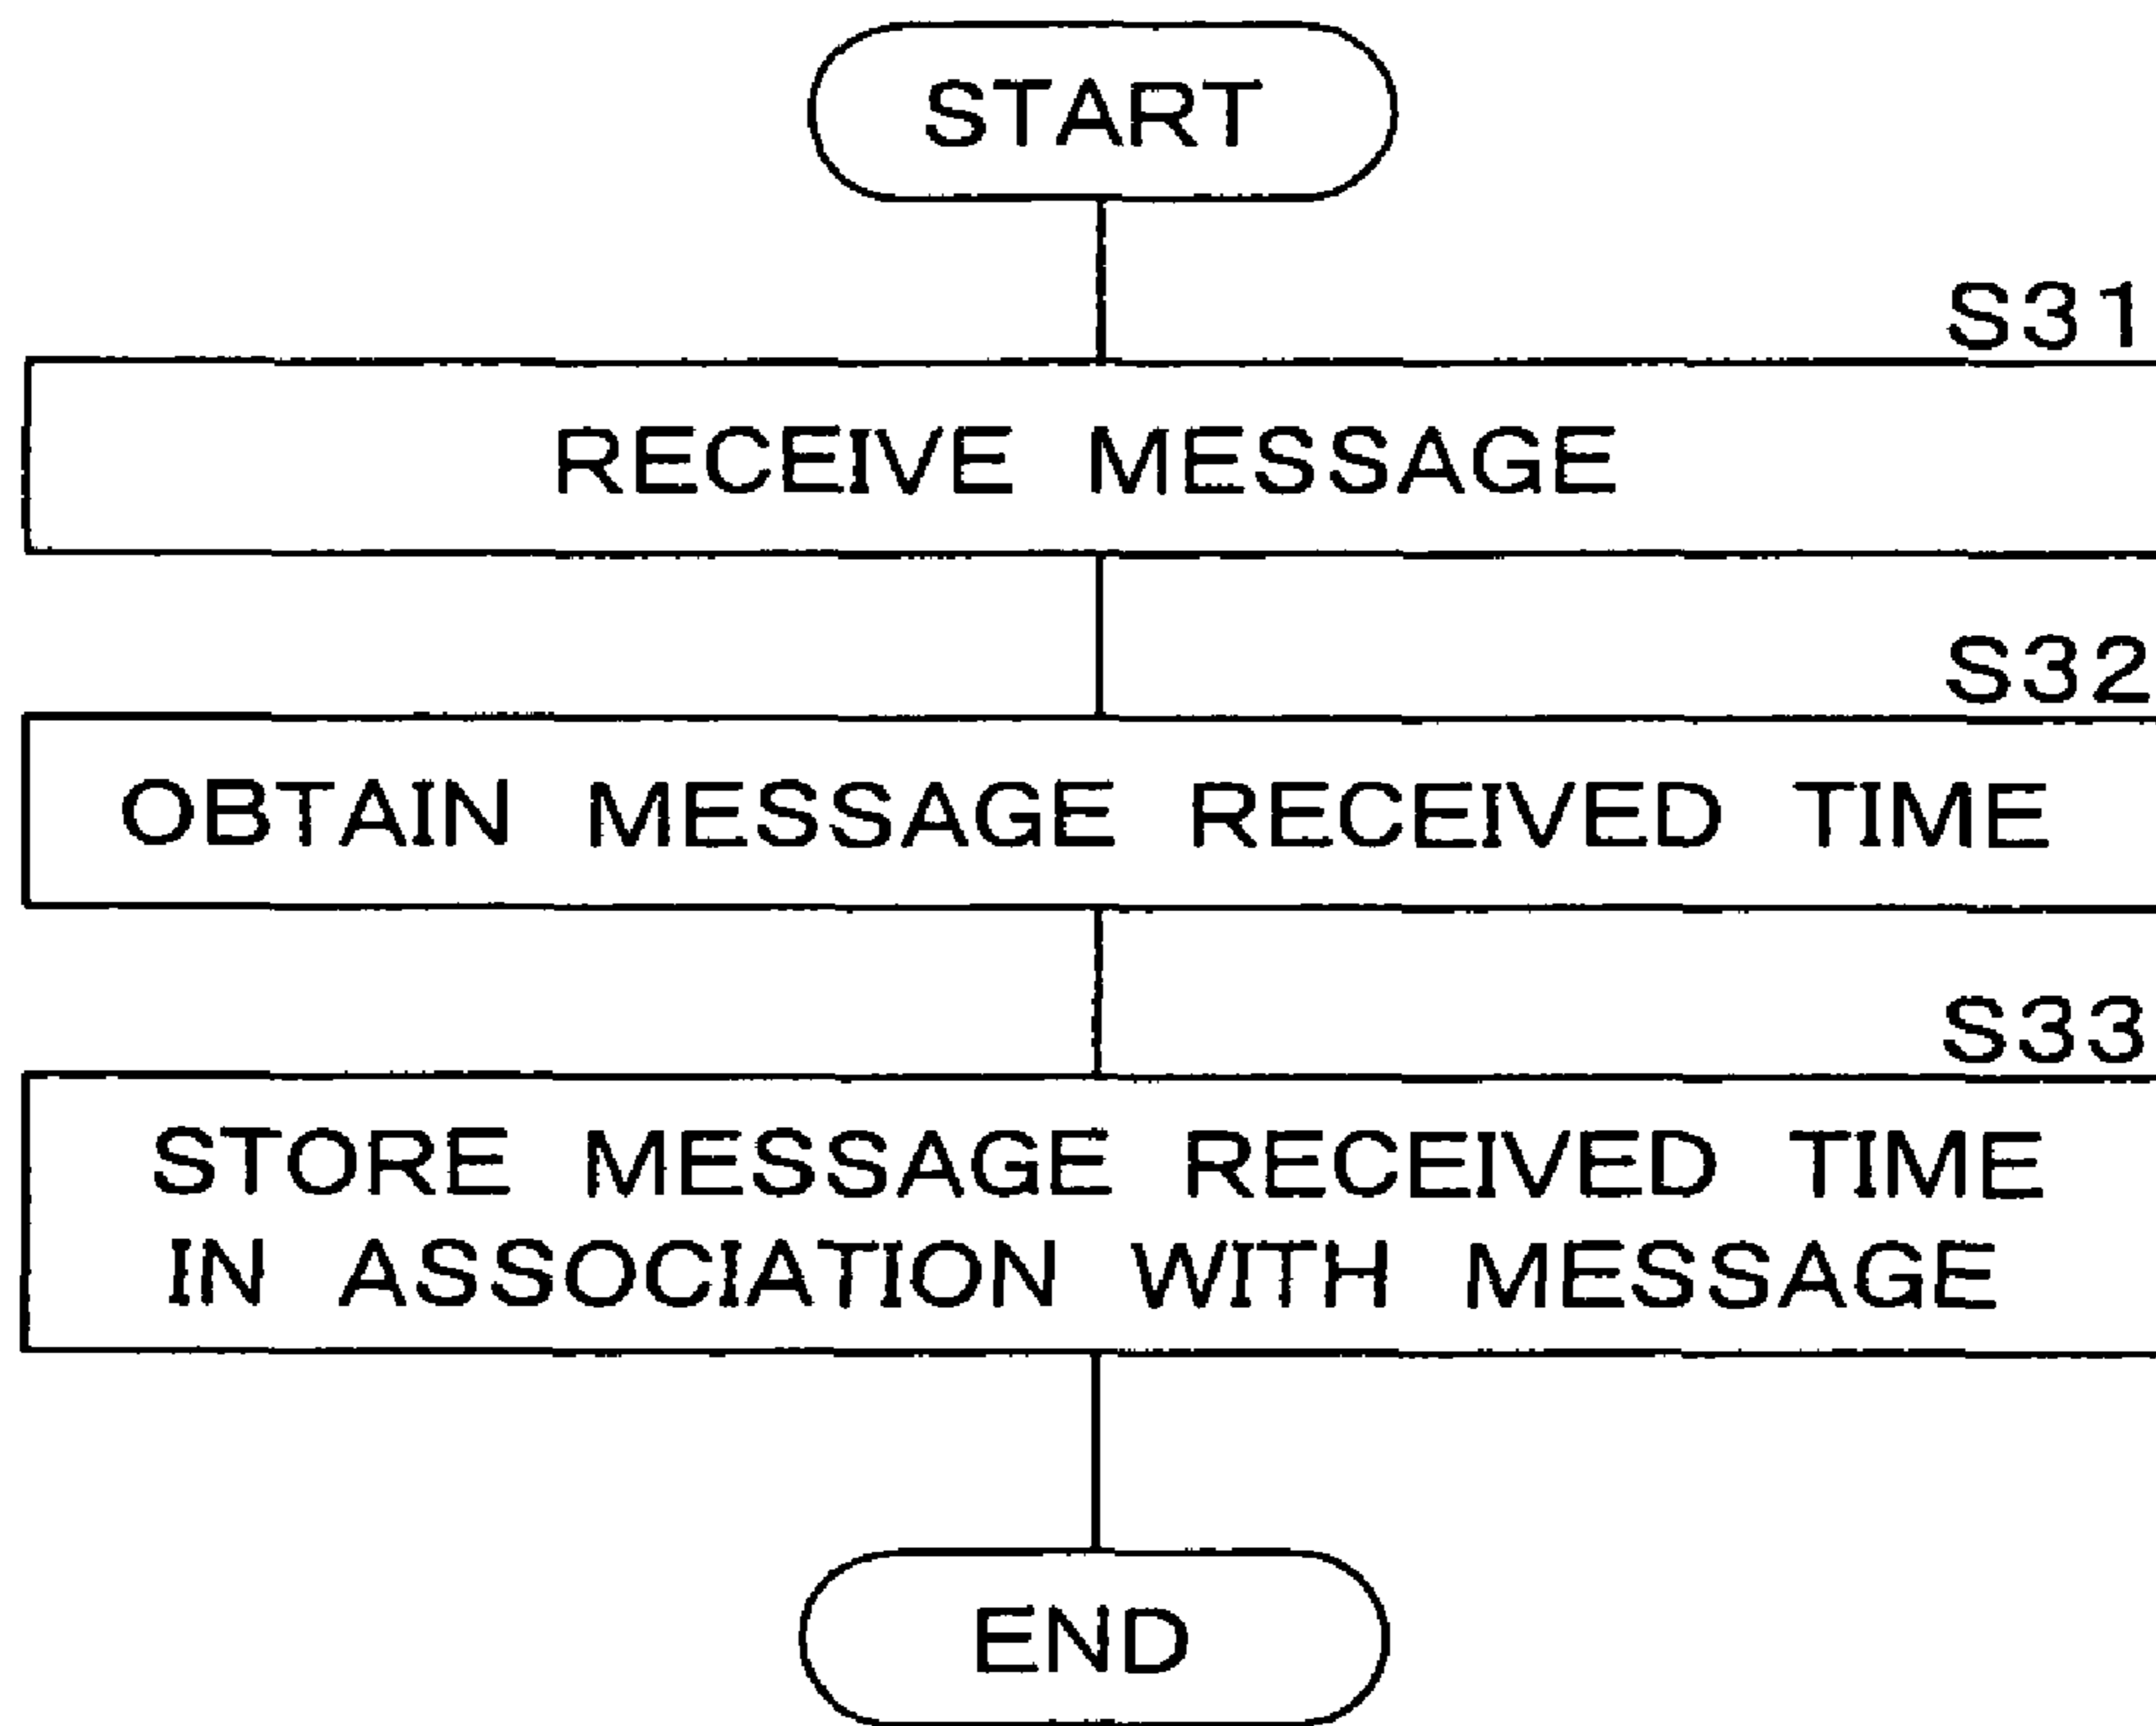 START
S31
RECEIVE MESSAGE
S32
OBTAIN MESSAGE RECEIVED TIME
S33
STORE MESSAGE RECEIVED TIME
IN ASSOCIATION WITH MESSAGE
END